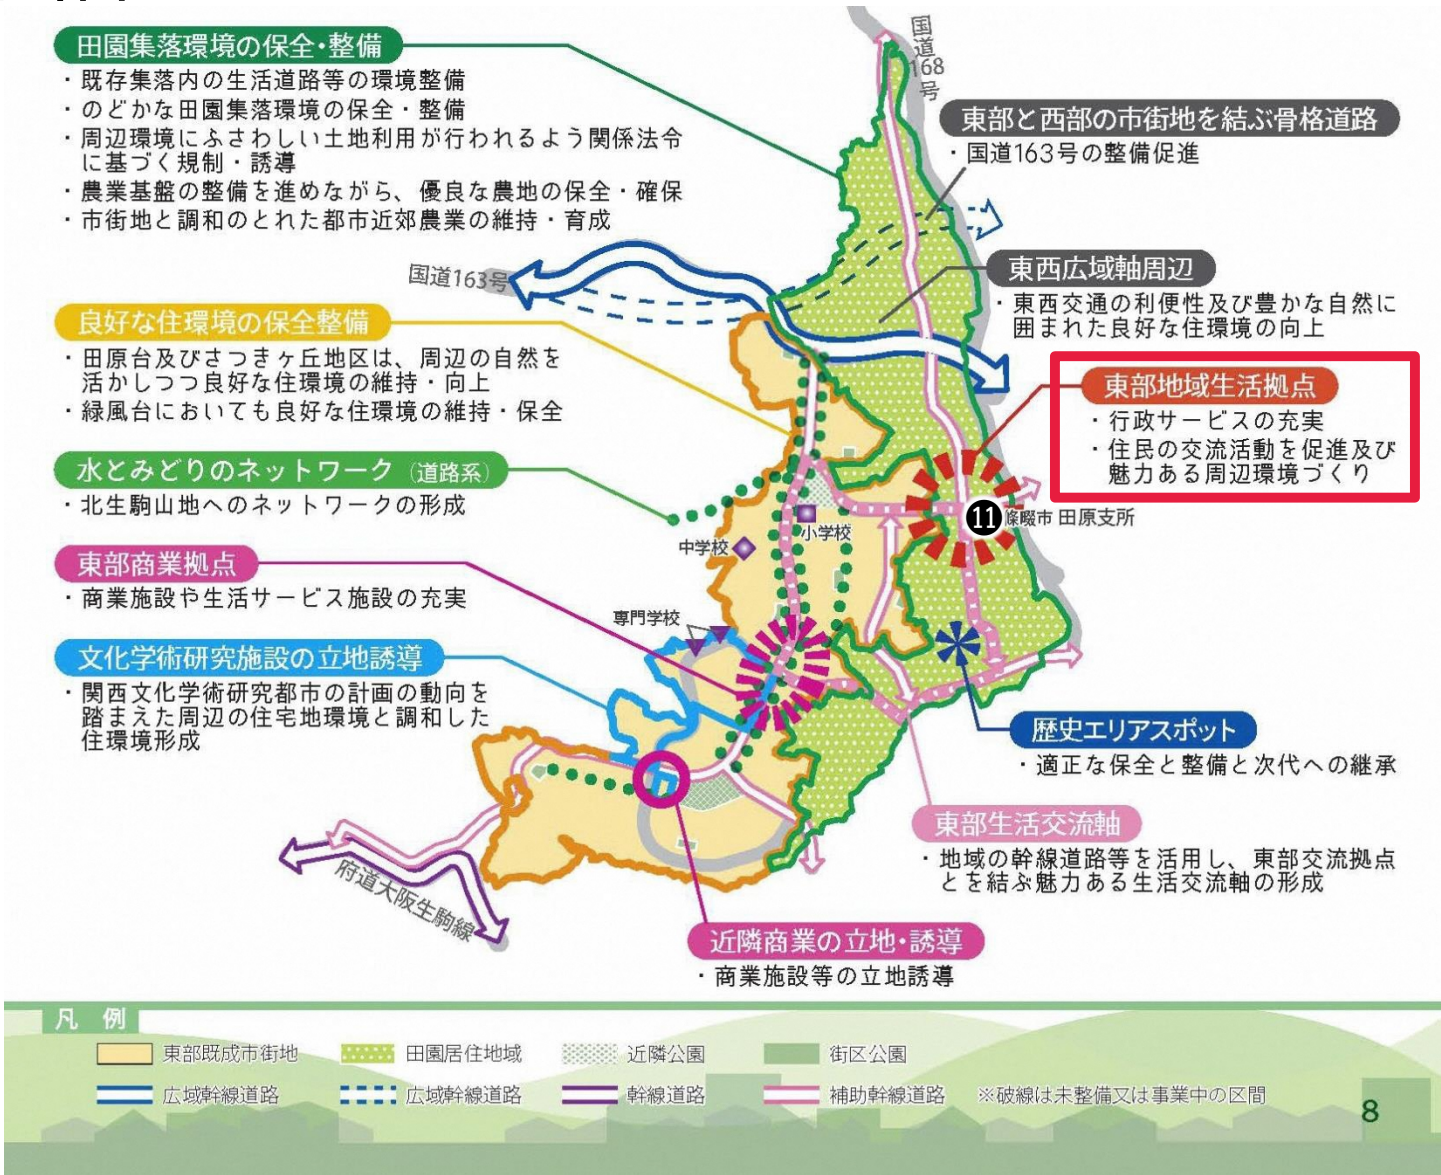 国道168号
田園集落環境の保全・整備
・既存集落内の生活道路等の環境整備
・のどかな田園集落環境の保全・整備
・周辺環境にふさわしい土地利用が行われるよう関係法令
に基づく規制・誘導
・農業基盤の整備を進めながら、優良な農地の保全・確保
・市街地と調和のとれた都市近郊農業の維持・育成
東部と西部の市街地を結ぶ骨格道路
・国道163号の整備促進
国道163号
東西広域軸周辺
・東西交通の利便性及び豊かな自然に
囲まれた良好な住環境の向上
良好な住環境の保全整備
・田原台及びさつきヶ丘地区は、周辺の自然を
活かしつつ良好な住環境の維持・向上
・緑風台においても良好な住環境の維持・保全
東部地域生活拠点
・行政サービスの充実
・住民の交流活動を促進及び
魅力ある周辺環境づくり
水とみどりのネットワーク（道路系）
・北生駒山地へのネットワークの形成
⓫
條畷市 田原支所
小学校
中学校
東部商業拠点
・商業施設や生活サービス施設の充実
専門学校
文化学術研究施設の立地誘導
・関西文化学術研究都市の計画の動向を
踏まえた周辺の住宅地環境と調和した
住環境形成
歴史エリアスポット
・適正な保全と整備と次代への継承
東部生活交流軸
・地域の幹線道路等を活用し、東部交流拠点
とを結ぶ魅力ある生活交流軸の形成
府道大阪生駒線
近隣商業の立地・誘導
・商業施設等の立地誘導
凡 例
東部既成市街地
田園居住地域
近隣公園
街区公園
広域幹線道路
広域幹線道路
幹線道路
補助幹線道路
※破線は未整備又は事業中の区間
8